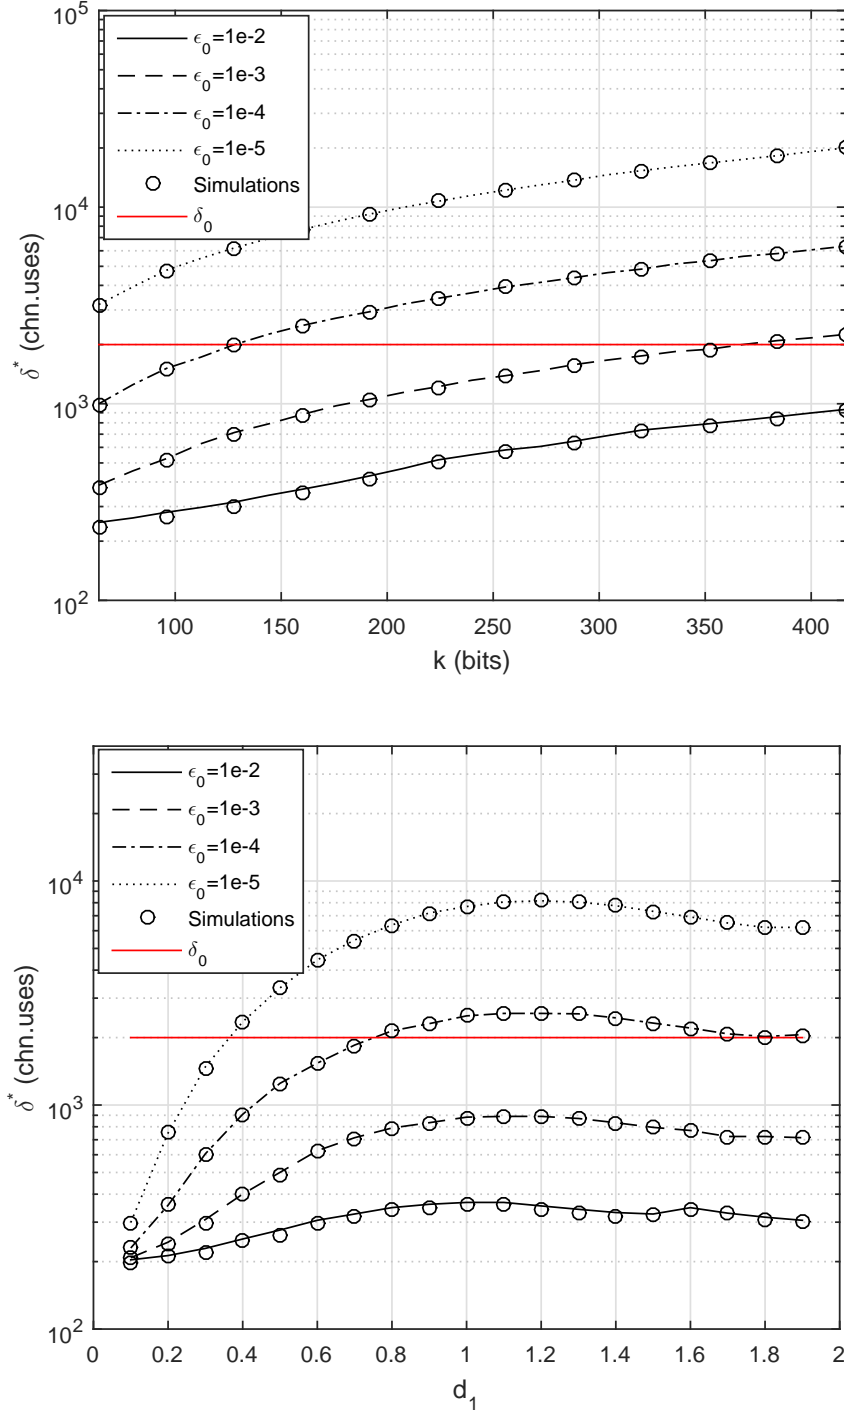 10^5
ϵ_0=1e-2
ϵ_0=1e-3
ϵ_0=1e-4
ϵ_0=1e-5
Simulations
δ_0
10^4
10^3
10^2
δ^* (chn.uses)
100 150 200 250 300 350 400
k (bits)
ϵ_0=1e-2
ϵ_0=1e-3
ϵ_0=1e-4
ϵ_0=1e-5
Simulations
δ_0
10^4
10^3
10^2
δ^* (chn.uses)
0 0.2 0.4 0.6 0.8 1 1.2 1.4 1.6 1.8 2
d_1